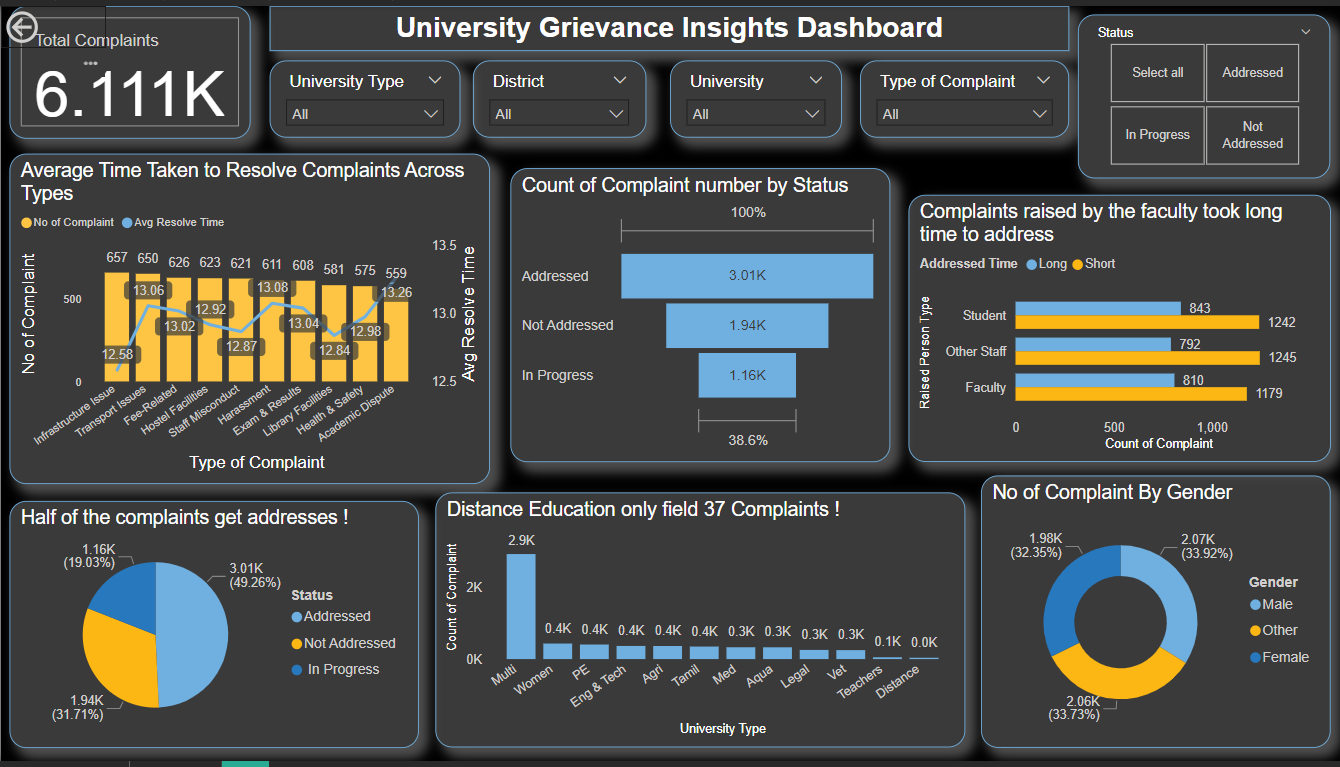 Total Complaints
6.111K
University Grievance Insights Dashboard
University Type
All
District
All
University
All
Type of Complaint
All
Status
Select all
Addressed
In Progress
Not
Addressed
Average Time Taken to Resolve Complaints Across
Types
No of Complaint
Avg Resolve Time
No of Complaint
500
0
657
650
626
623
621
611
608
581
575
559
12.58
13.06
13.02
12.92
12.87
13.08
13.04
12.84
12.98
13.26
13.5
13.0
12.5
Avg Resolve Time
Infrastructure Issue
Transport Issues
Fee-Related
Hostel Facilities
Staff Misconduct
Harassment
Exam & Results
Library Facilities
Health & Safety
Academic Dispute
Type of Complaint
Count of Complaint number by Status
100%
Addressed
3.01K
Not Addressed
1.94K
In Progress
1.16K
38.6%
Complaints raised by the faculty took long
time to address
Addressed Time
Long
Short
Raised Person Type
Student
843
1242
Other Staff
792
1245
Faculty
810
1179
0
500
1,000
Count of Complaint
Half of the complaints get addresses !
1.16K
(19.03%)
3.01K
(49.26%)
1.94K
(31.71%)
Status
Addressed
Not Addressed
In Progress
Distance Education only field 37 Complaints !
Count of Complaint
2K
0K
2.9K
0.4K
0.4K
0.4K
0.4K
0.4K
0.3K
0.3K
0.3K
0.3K
0.1K
0.0K
Multi
Women
PE
Eng & Tech
Agri
Tamil
Med
Aqua
Legal
Vet
Teachers
Distance
University Type
No of Complaint By Gender
1.98K
(32.35%)
2.07K
(33.92%)
2.06K
(33.73%)
Gender
Male
Other
Female